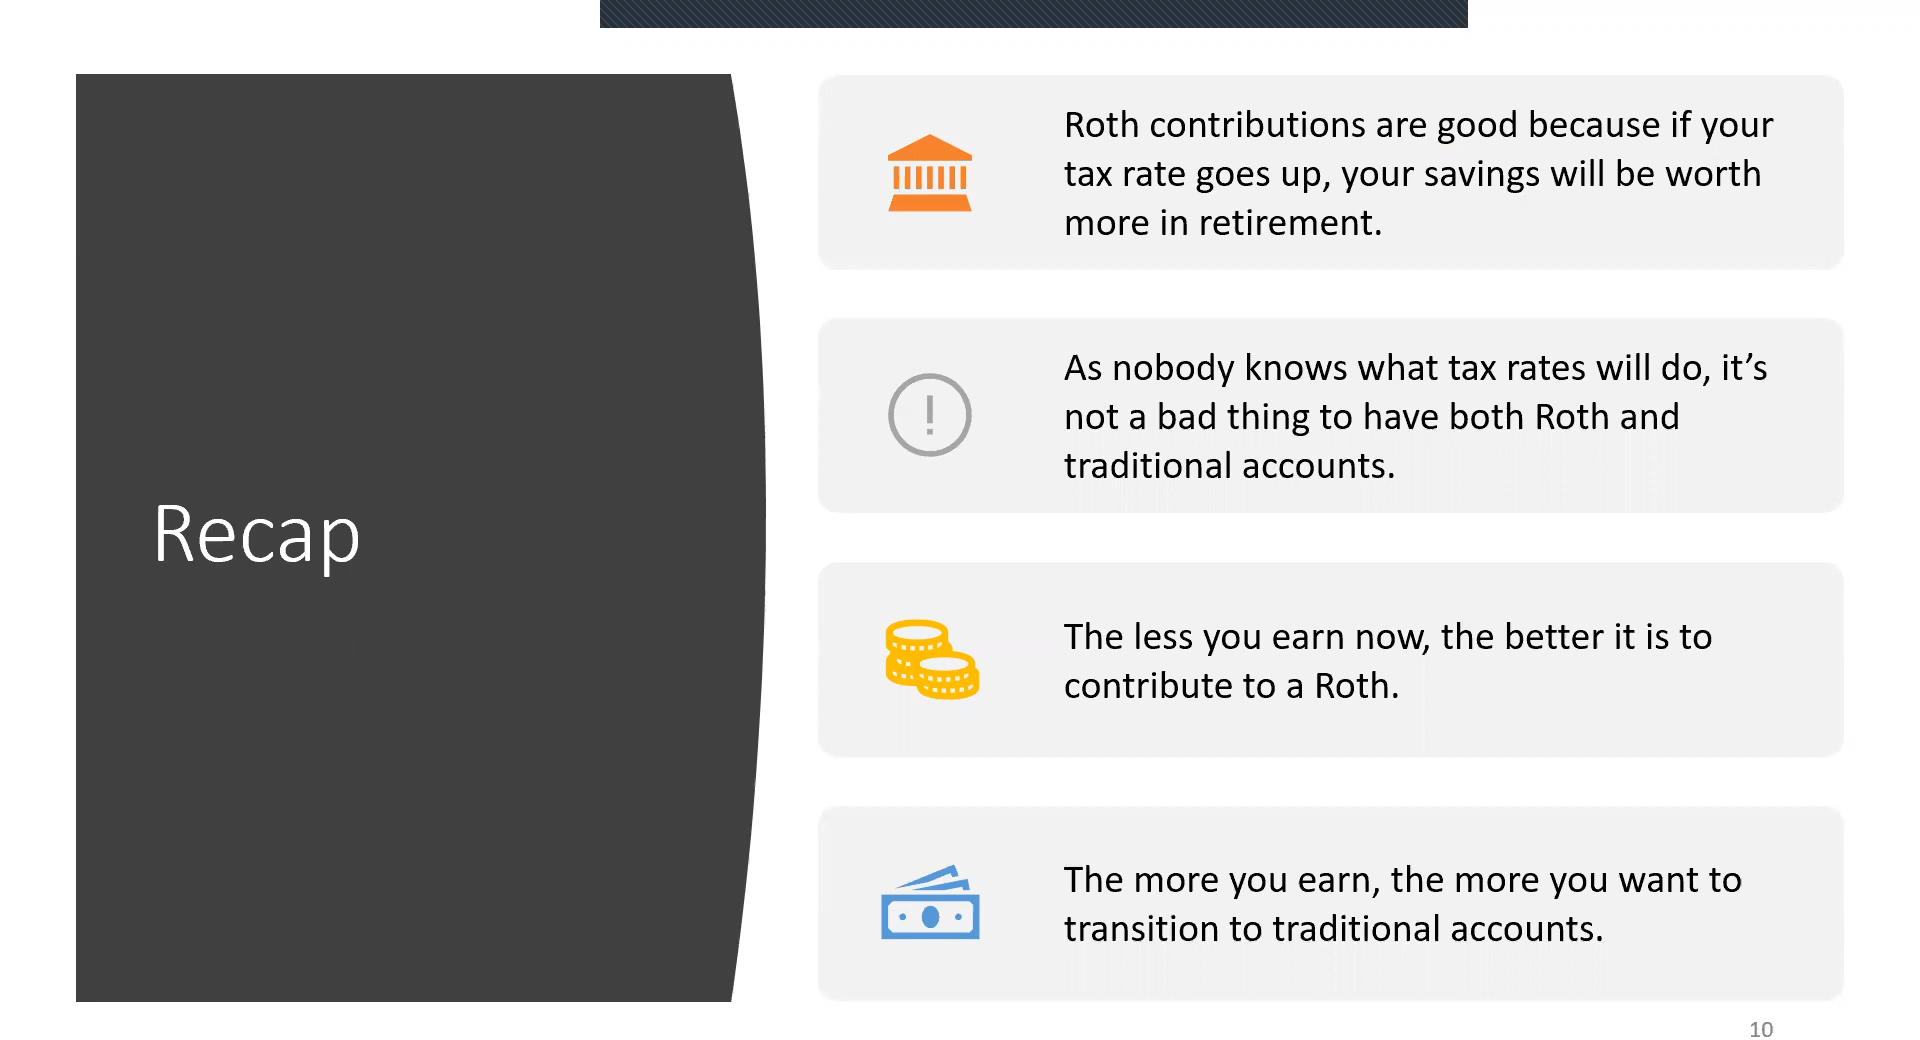 Recap
Roth contributions are good because if your
tax rate goes up, your savings will be worth
more in retirement.
As nobody knows what tax rates will do, it’s
not a bad thing to have both Roth and
traditional accounts.
The less you earn now, the better it is to
contribute to a Roth.
The more you earn, the more you want to
transition to traditional accounts.
10